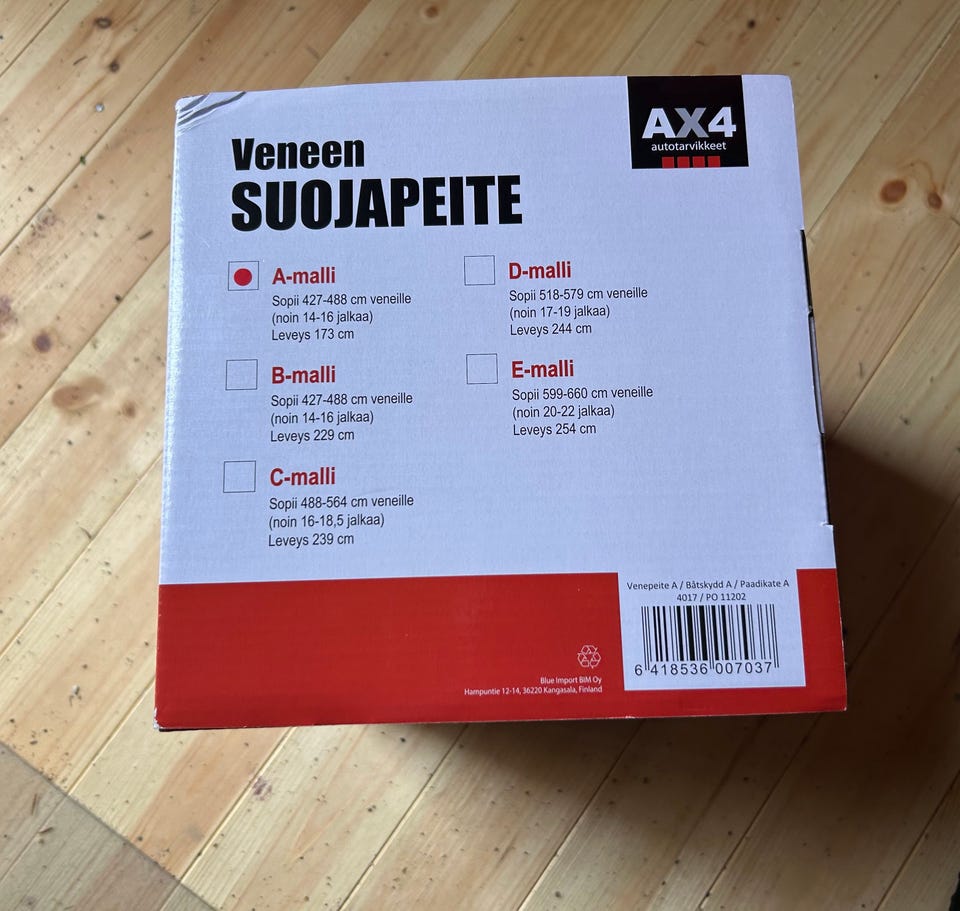 AX4
autotarvikkeet
Veneen
SUOJAPEITE
A-malli
Sopii 427-488 cm veneille
(noin 14-16 jalkaa)
Leveys 173 cm
B-malli
Sopii 427-488 cm veneille
(noin 14-16 jalkaa)
Leveys 229 cm
C-malli
Sopii 488-564 cm veneille
(noin 16-18,5 jalkaa)
Leveys 239 cm
D-malli
Sopii 518-579 cm veneille
(noin 17-19 jalkaa)
Leveys 244 cm
E-malli
Sopii 599-660 cm veneille
(noin 20-22 jalkaa)
Leveys 254 cm
Venepeite A / Båtskydd A / Paadikate A
4017 / PO 11202
6 418536 007037
Blue Import BIM Oy
Hampuntie 12-14, 36220 Kangasala, Finland